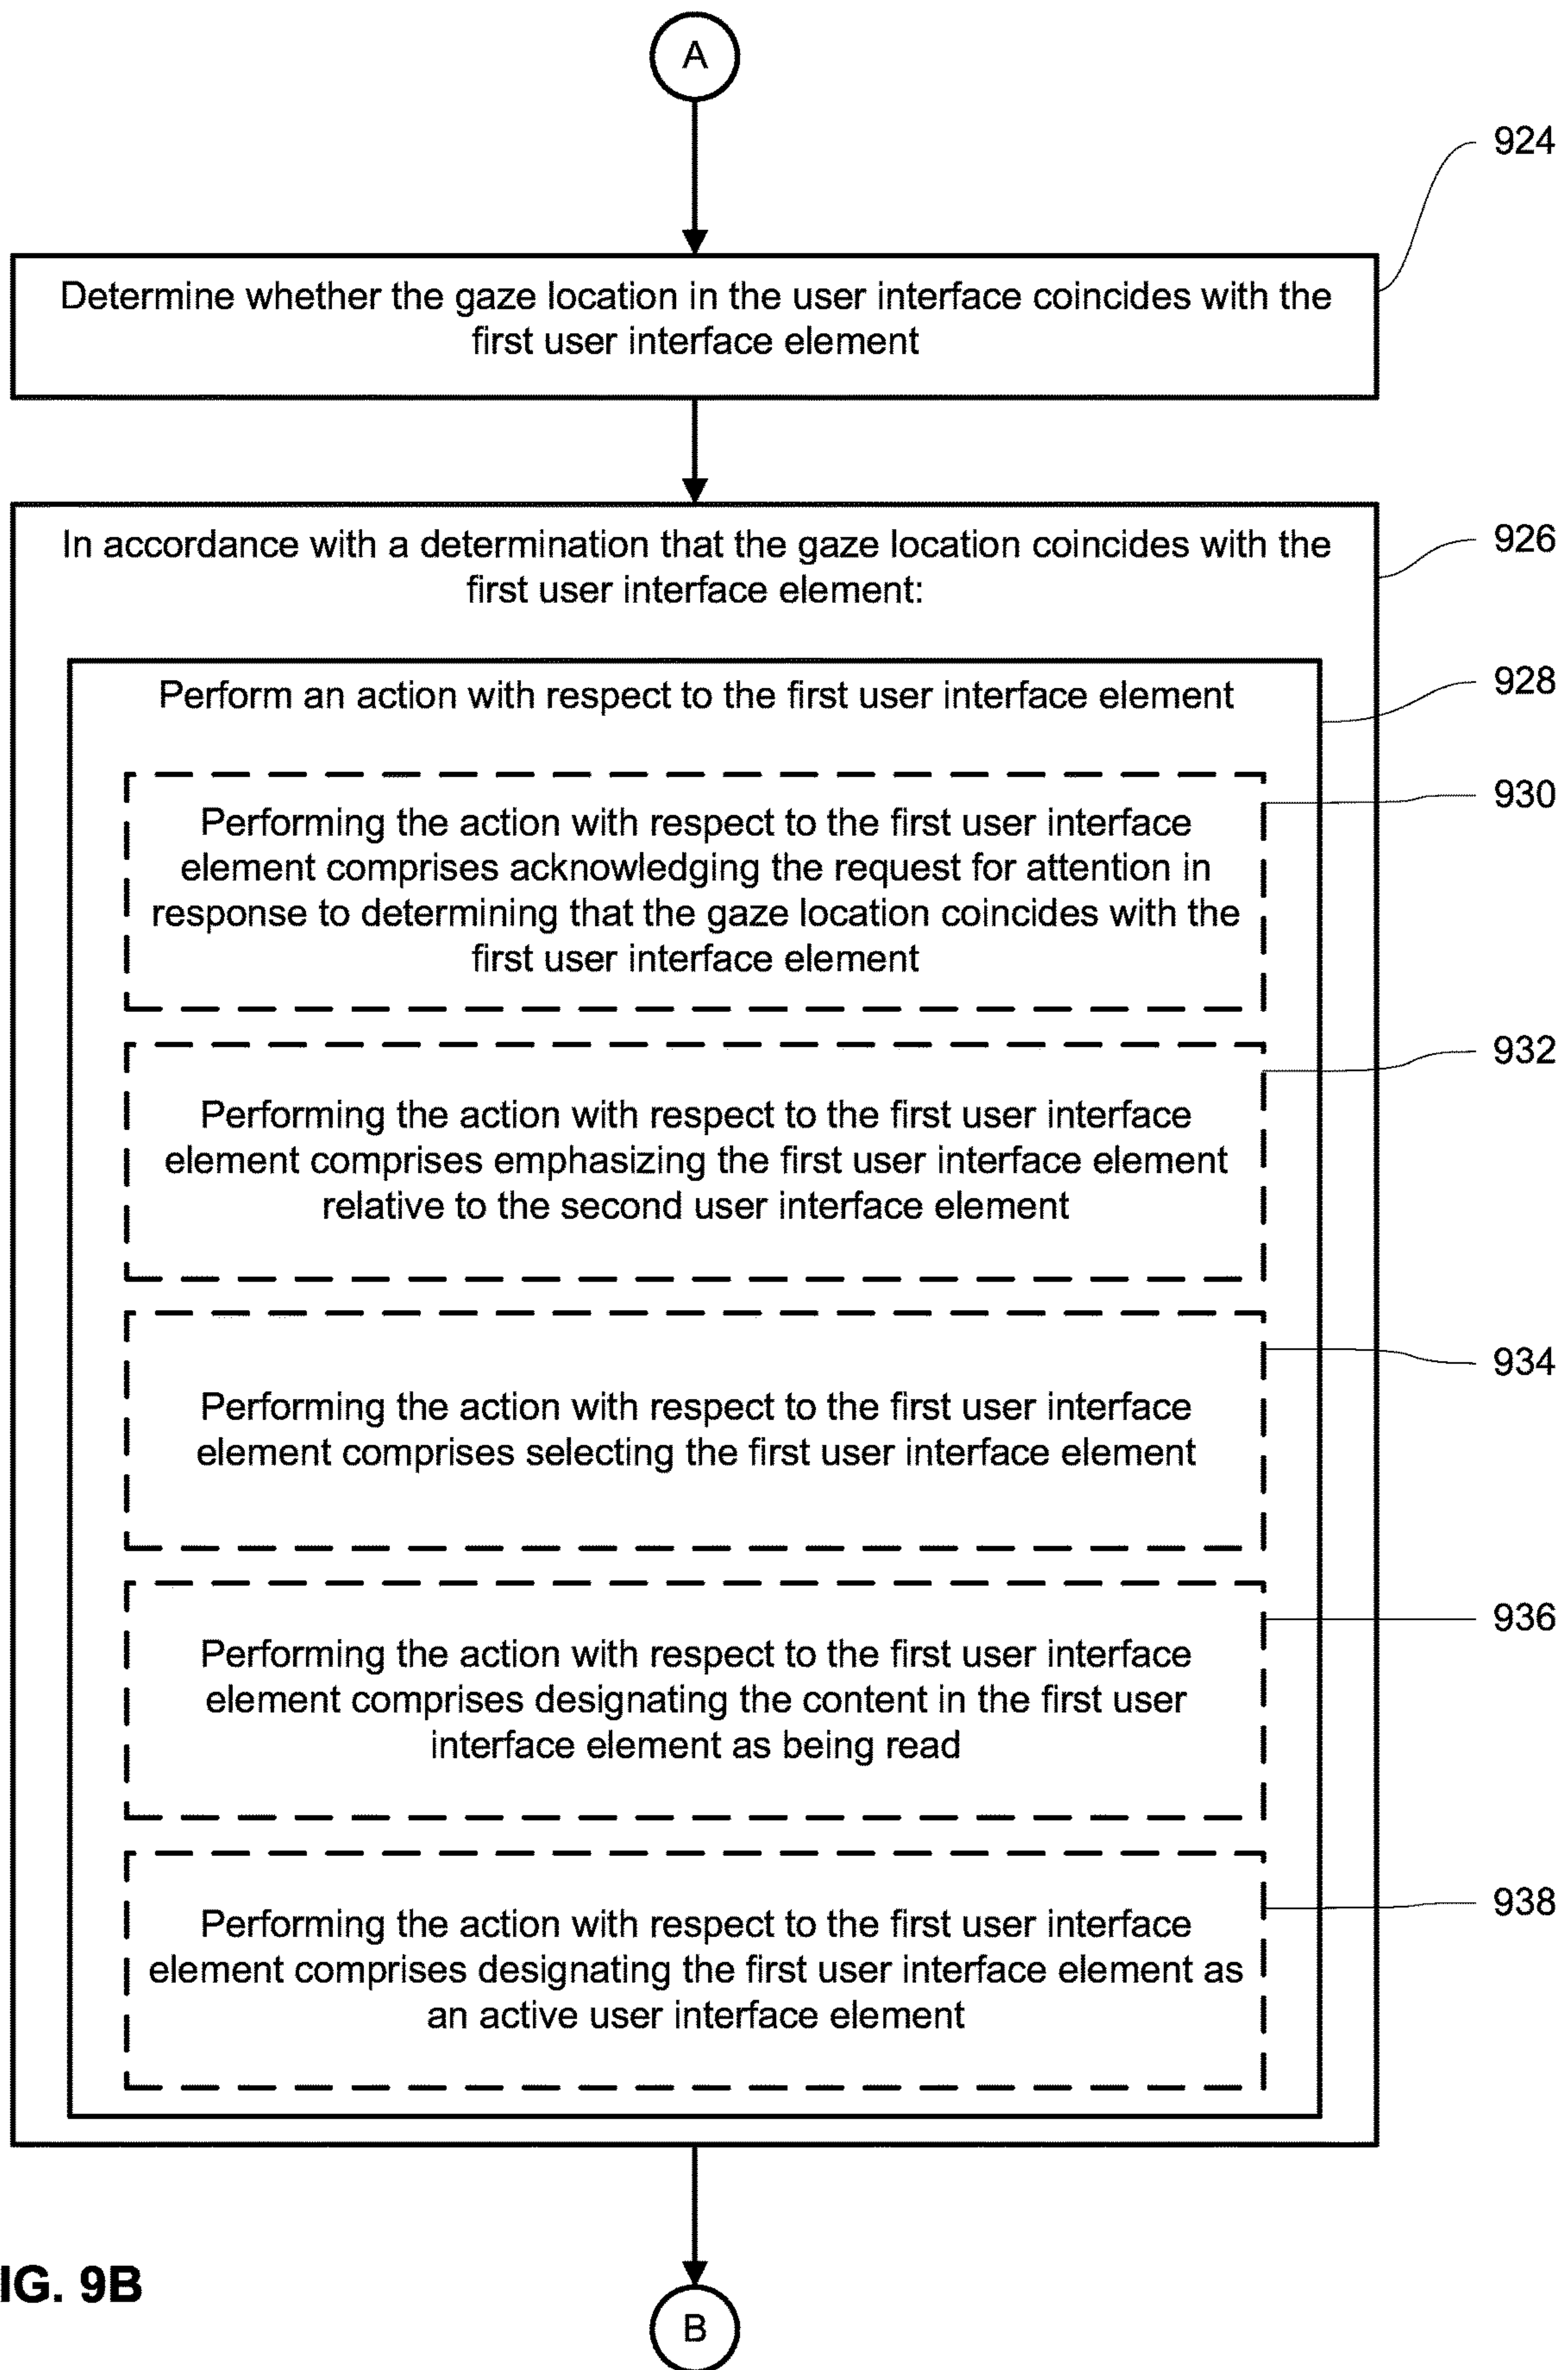 A
924
Determine whether the gaze location in the user interface coincides with the
first user interface element
In accordance with a determination that the gaze location coincides with the
first user interface element:
926
Perform an action with respect to the first user interface element
928
930
Performing the action with respect to the first user interface
element comprises acknowledging the request for attention in
response to determining that the gaze location coincides with the
first user interface element
932
Performing the action with respect to the first user interface
element comprises emphasizing the first user interface element
relative to the second user interface element
934
Performing the action with respect to the first user interface
element comprises selecting the first user interface element
936
Performing the action with respect to the first user interface
element comprises designating the content in the first user
interface element as being read
938
Performing the action with respect to the first user interface
element comprises designating the first user interface element as
an active user interface element
IG. 9B
B